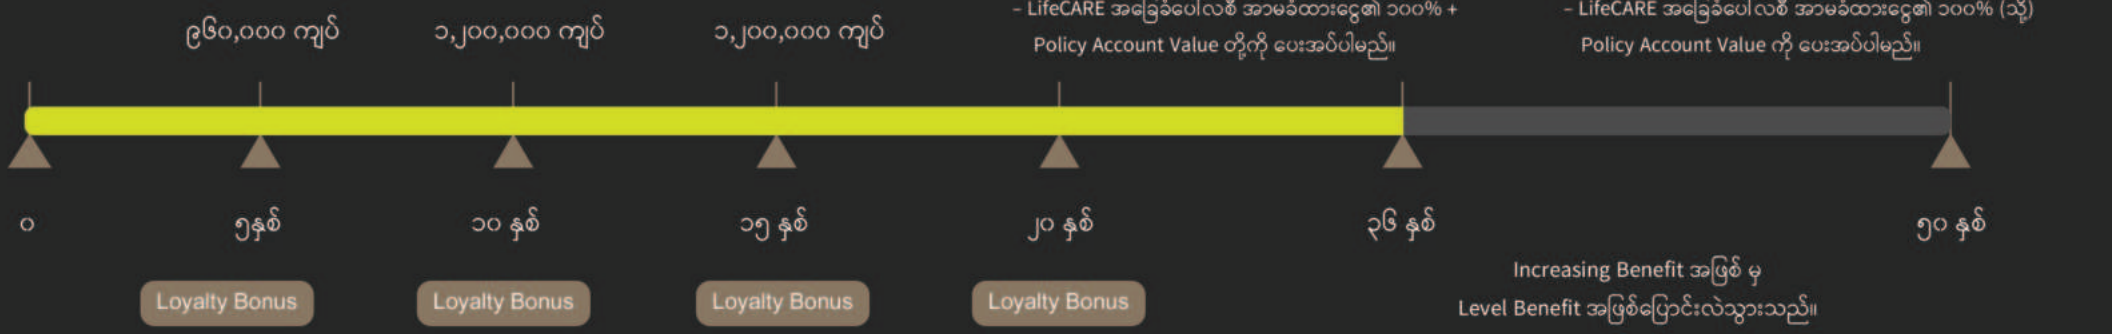 - LifeCARE အခြေခံပေါ်လစီ အာမခံထားငွေ၏ ၁၀၀% +
- LifeCARE အခြေခံပေါ်လစီ အာမခံထားငွေ၏ ၁၀၀% (သို့)
၉၆၀,၀၀၀ ကျပ်
၁,၂၀၀,၀၀၀ ကျပ်
၁,၂၀၀,၀၀၀ ကျပ်
Policy Account Value တို့ကို ပေးအပ်ပါမည်။
Policy Account Value ကို ပေးအပ်ပါမည်။
၀
၅နှစ်
၁၀ နှစ်
၁၅ နှစ်
၂၀ နှစ်
၃၆ နှစ်
၅၀ နှစ်
Increasing Benefit အဖြစ် မှ
Level Benefit အဖြစ်ပြောင်းလဲသွားသည်။
Loyalty Bonus
Loyalty Bonus
Loyalty Bonus
Loyalty Bonus